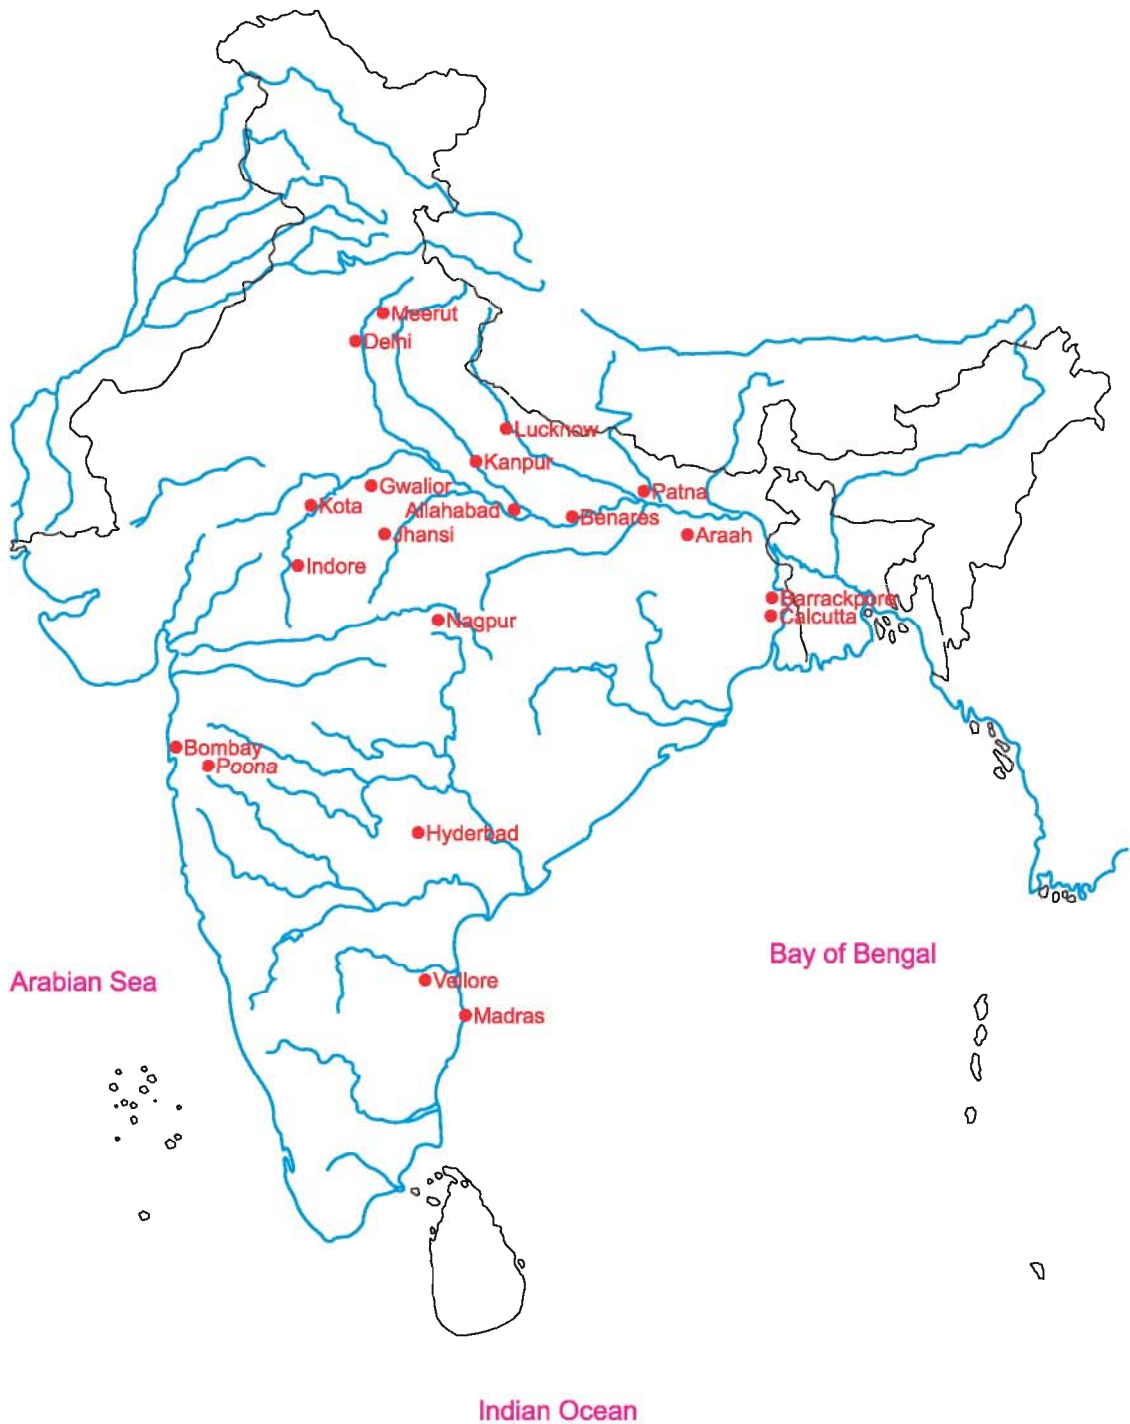 Meerut
Delhi
Lucknow
Kanpur
Gwalior
Patna
Kota
Allahabad
Benares
Jhansi
Araah
Indore
Barrackpore
Calcutta
Nagpur
Bombay
Poona
Hyderbad
Bay of Bengal
Arabian Sea
Vellore
Madras
Indian Ocean